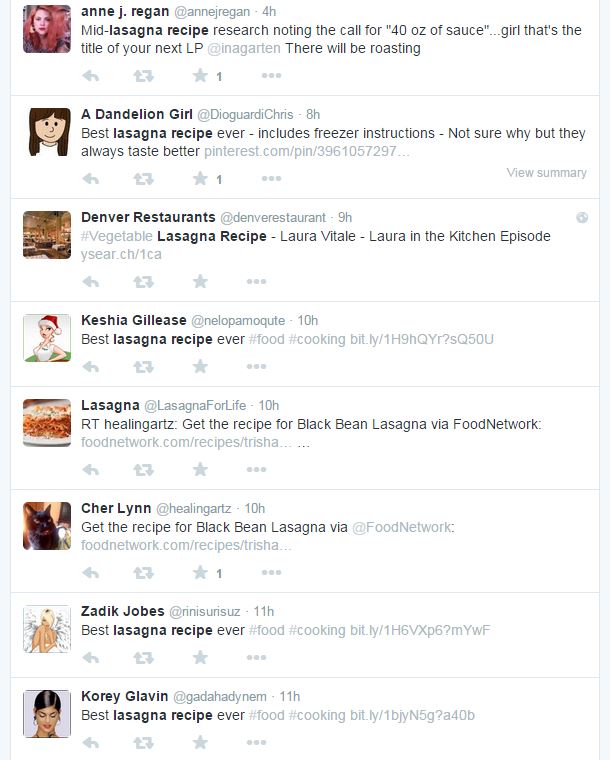 anne j. regan @annejregan · 4h
Mid-lasagna recipe research noting the call for "40 oz of sauce"...girl that's the
title of your next LP @inagarten There will be roasting
1
A Dandelion Girl @DioguardiChris · 8h
Best lasagna recipe ever - includes freezer instructions - Not sure why but they
always taste better pinterest.com/pin/3961057297...
1
View summary
Denver Restaurants @denverestaurant · 9h
#Vegetable Lasagna Recipe - Laura Vitale - Laura in the Kitchen Episode
ysear.ch/1ca
Keshia Gillease @nelopamoqute · 10h
Best lasagna recipe ever #food #cooking bit.ly/1H9hQYr?sQ50U
Lasagna @LasagnaForLife · 10h
RT healingartz: Get the recipe for Black Bean Lasagna via FoodNetwork:
foodnetwork.com/recipes/trisha... ...
Cher Lynn @healingartz · 10h
Get the recipe for Black Bean Lasagna via @FoodNetwork:
foodnetwork.com/recipes/trisha...
1
Zadik Jobes @rinisurisuz · 11h
Best lasagna recipe ever #food #cooking bit.ly/1H6VXp6?mYwF
Korey Glavin @gadahadynem · 11h
Best lasagna recipe ever #food #cooking bit.ly/1bjyN5g?a40b